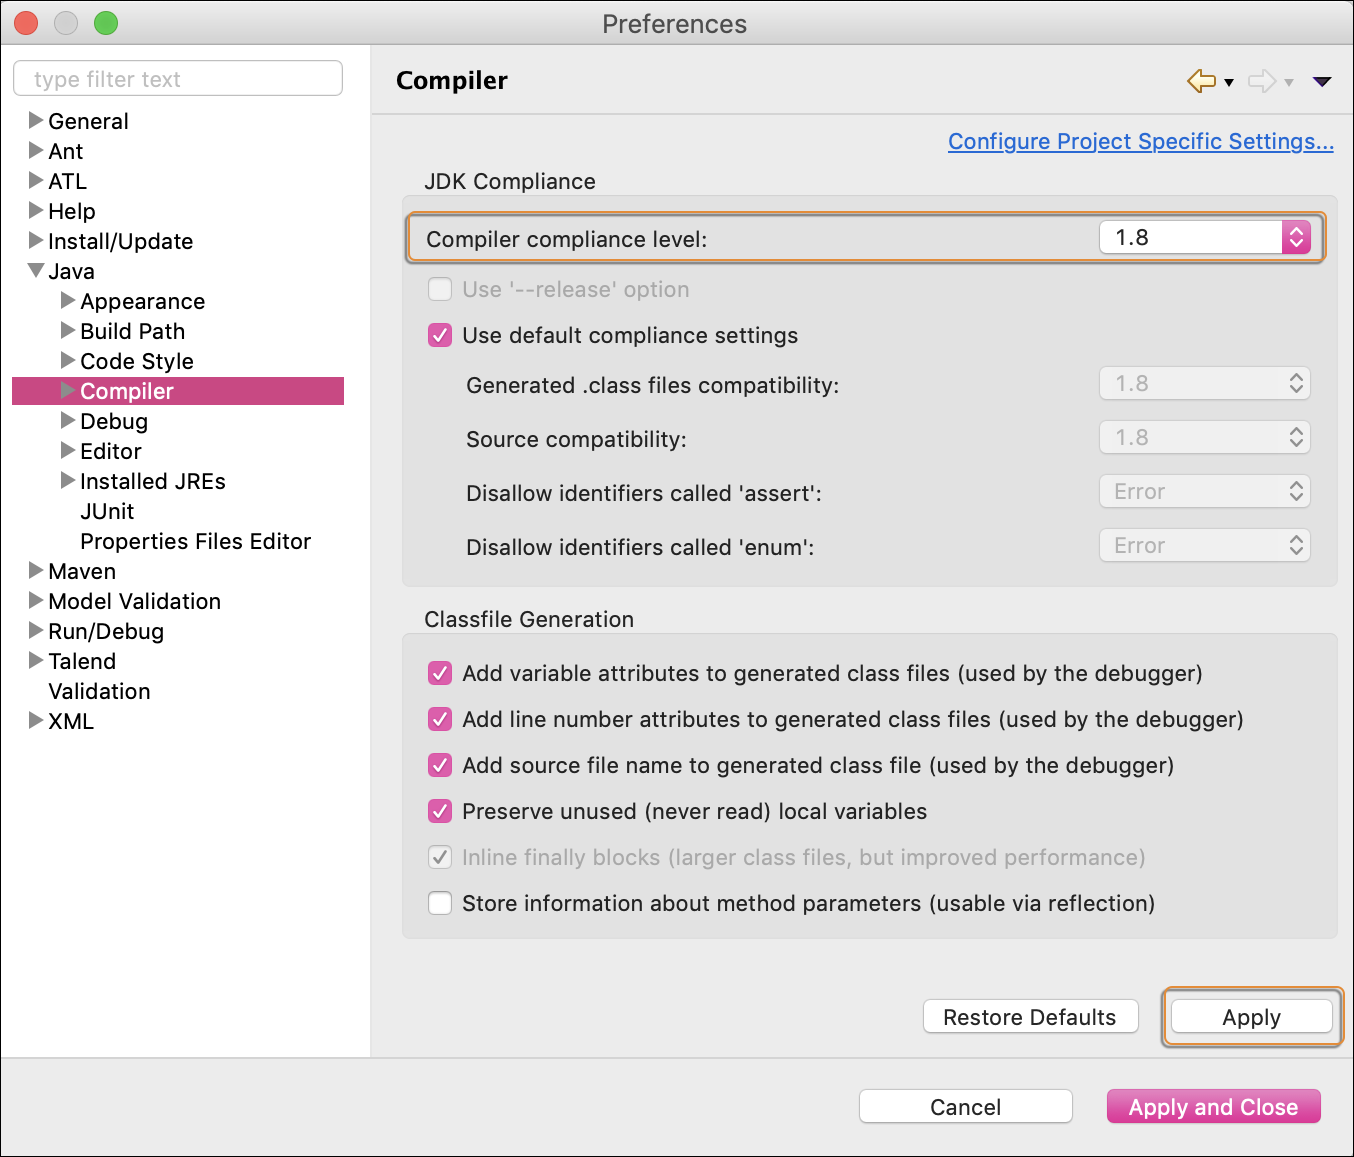 Preferences
type filter text
General
Ant
ATL
Help
Install/Update
Java
Appearance
Build Path
Code Style
Compiler
Debug
Editor
Installed JREs
JUnit
Properties Files Editor
Maven
Model Validation
Run/Debug
Talend
Validation
XML
Compiler
Configure Project Specific Settings...
JDK Compliance
Compiler compliance level: 1.8
Use '--release' option
Use default compliance settings
Generated .class files compatibility: 1.8
Source compatibility: 1.8
Disallow identifiers called 'assert': Error
Disallow identifiers called 'enum': Error
Classfile Generation
Add variable attributes to generated class files (used by the debugger)
Add line number attributes to generated class files (used by the debugger)
Add source file name to generated class file (used by the debugger)
Preserve unused (never read) local variables
Inline finally blocks (larger class files, but improved performance)
Store information about method parameters (usable via reflection)
Restore Defaults Apply
Cancel Apply and Close